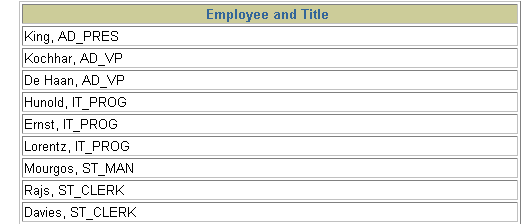 Employee and Title
King, AD_PRES
Kochhar, AD_VP
De Haan, AD_VP
Hunold, IT_PROG
Ernst, IT_PROG
Lorentz, IT_PROG
Mourgos, ST_MAN
Rajs, ST_CLERK
Davies, ST_CLERK